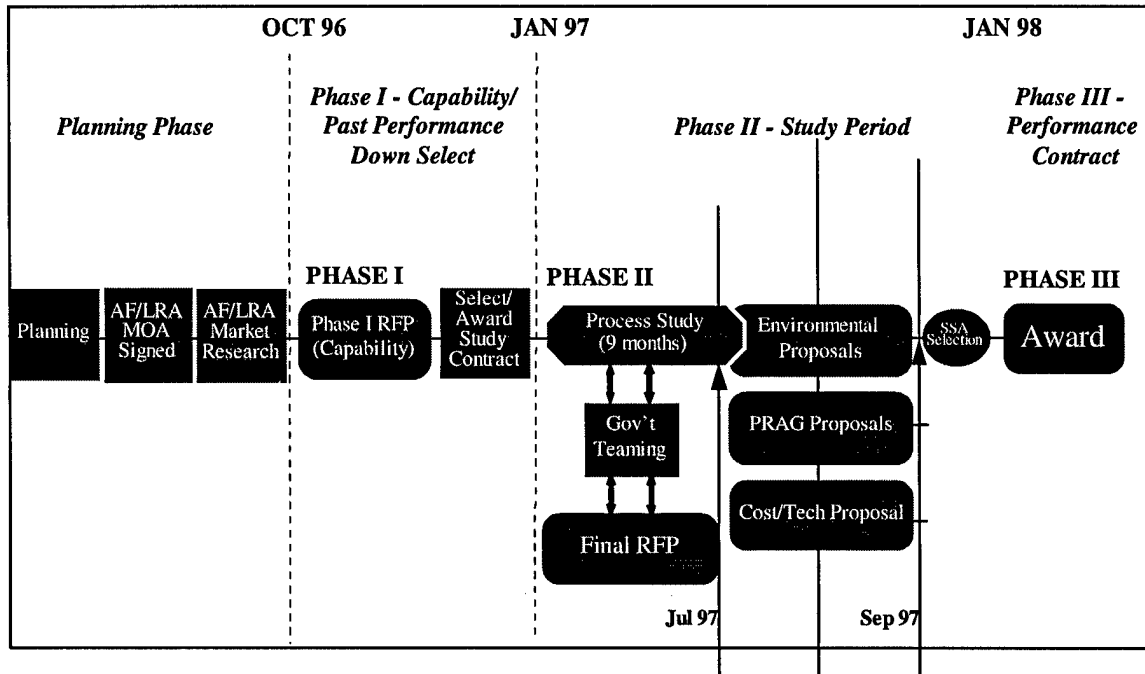 OCT 96
JAN 97
JAN 98
Planning Phase
Phase I - Capability/
Past Performance
Down Select
Phase II - Study Period
Phase III -
Performance
Contract
PHASE I
PHASE II
PHASE III
Planning
AF/LRA
MOA
Signed
AF/LRA
Market
Research
Phase I RFP
(Capability)
Select/
Award
Study
Contract
Process Study
(9 months)
Environmental
Proposals
SSA
Selection
Award
Gov't
Teaming
PRAG Proposals
Final RFP
Cost/Tech Proposal
Jul 97
Sep 97